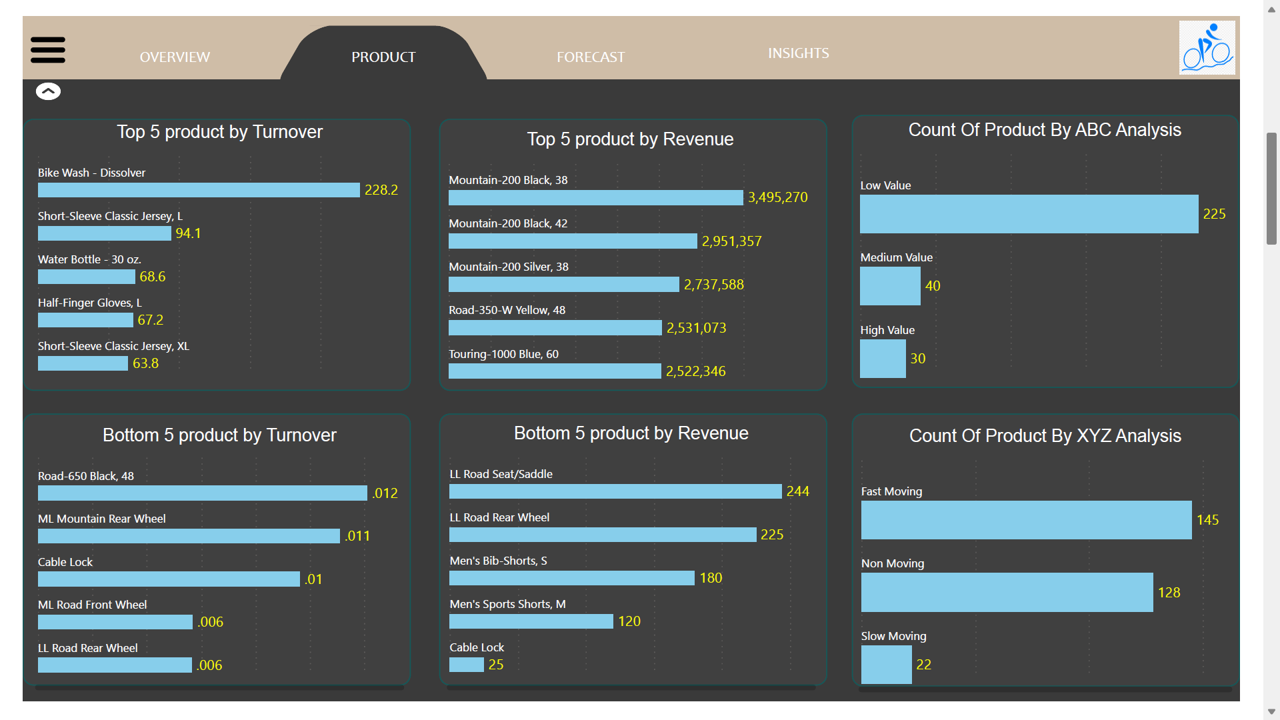 OVERVIEW
PRODUCT
FORECAST
INSIGHTS
Top 5 product by Turnover
Bike Wash - Dissolver
228.2
Short-Sleeve Classic Jersey, L
94.1
Water Bottle - 30 oz.
68.6
Half-Finger Gloves, L
67.2
Short-Sleeve Classic Jersey, XL
63.8
Top 5 product by Revenue
Mountain-200 Black, 38
3,495,270
Mountain-200 Black, 42
2,951,357
Mountain-200 Silver, 38
2,737,588
Road-350-W Yellow, 48
2,531,073
Touring-1000 Blue, 60
2,522,346
Count Of Product By ABC Analysis
Low Value
225
Medium Value
40
High Value
30
Bottom 5 product by Turnover
Road-650 Black, 48
.012
ML Mountain Rear Wheel
.011
Cable Lock
.01
ML Road Front Wheel
.006
LL Road Rear Wheel
.006
Bottom 5 product by Revenue
LL Road Seat/Saddle
244
LL Road Rear Wheel
225
Men's Bib-Shorts, S
180
Men's Sports Shorts, M
120
Cable Lock
25
Count Of Product By XYZ Analysis
Fast Moving
145
Non Moving
128
Slow Moving
22